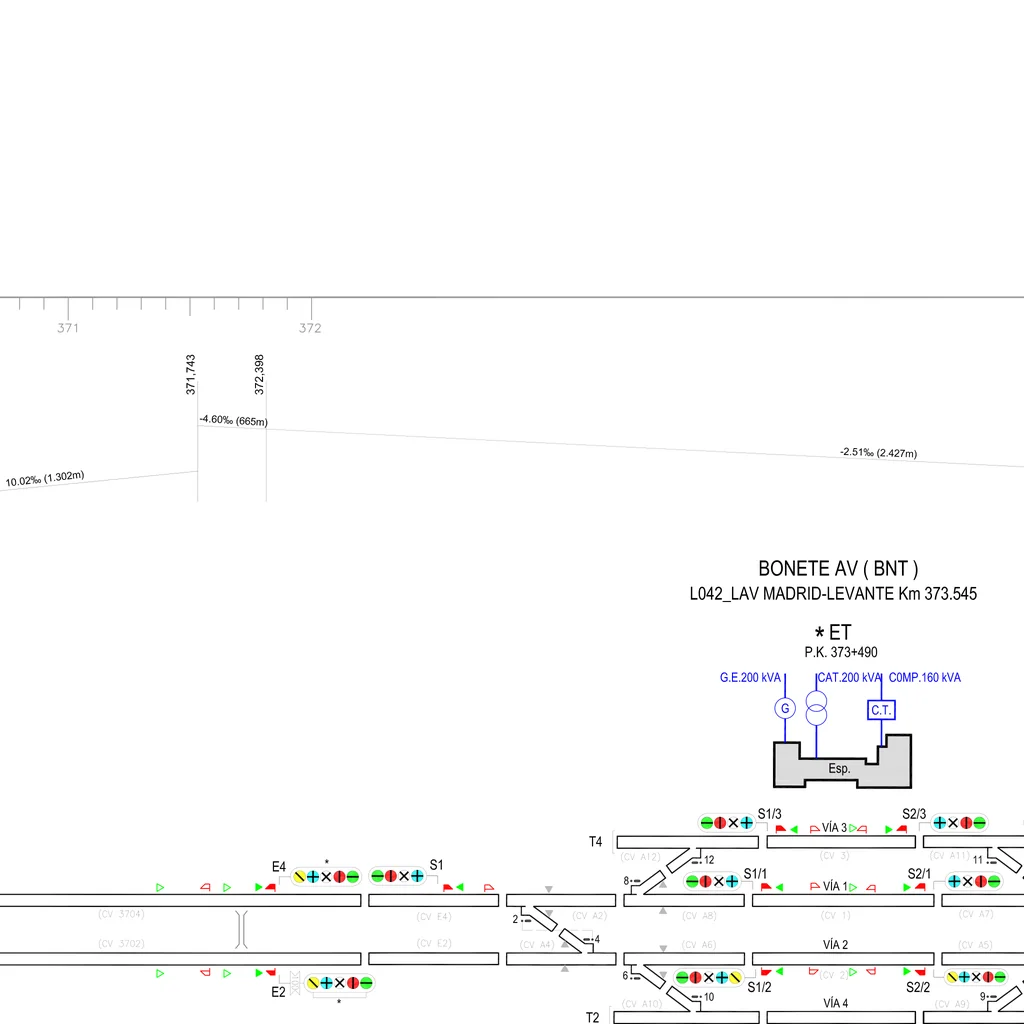 371
372
371,743
372,398
-4.60‰ (665m)
-2.51‰ (2.427m)
10.02‰ (1.302m)
BONETE AV ( BNT )
L042_LAV MADRID-LEVANTE Km 373.545
* ET
P.K. 373+490
G.E.200 kVA
CAT.200 kVA
C0MP.160 kVA
G
C.T.
Esp.
S1/3
S2/3
VÍA 3
T4
(CV A12)
(CV 3)
(CV A11)
12
11
E4
*
S1
8
S1/1
VÍA 1
S2/1
(CV 3704)
(CV E4)
2
(CV A2)
(CV A8)
(CV 1)
(CV A7)
(CV 3702)
(CV E2)
(CV A4)
4
(CV A6)
VÍA 2
(CV A5)
E2
*
6
S1/2
(CV 2)
S2/2
(CV A10)
10
VÍA 4
(CV A9)
9
T2